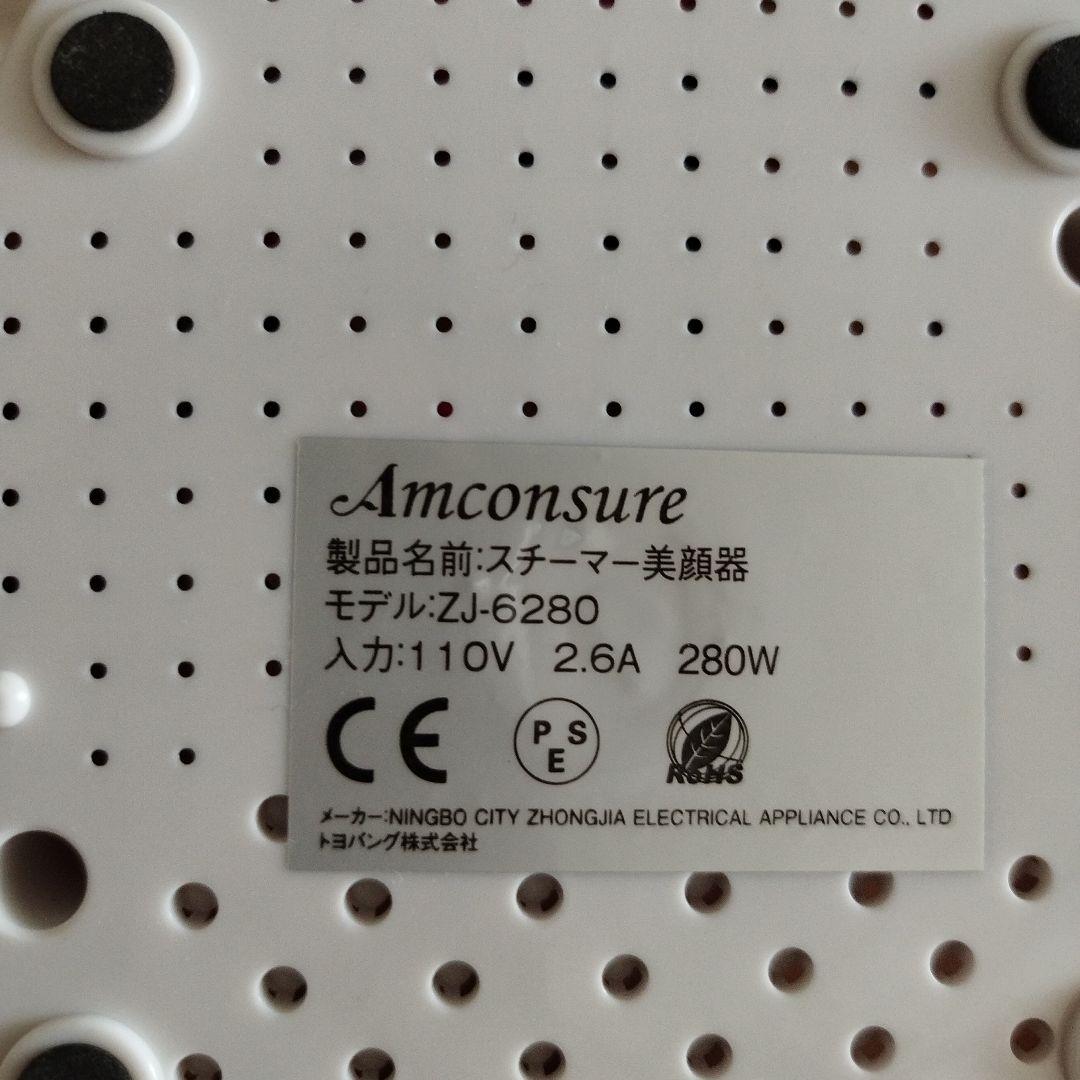 Amconsure
製品名前:スチーマー美顔器
モデル:ZJ-6280
入力:110V 2.6A 280W
CE PSE RoHS
メーカー:NINGBO CITY ZHONGJIA ELECTRICAL APPLIANCE CO., LTD
トヨバング株式会社